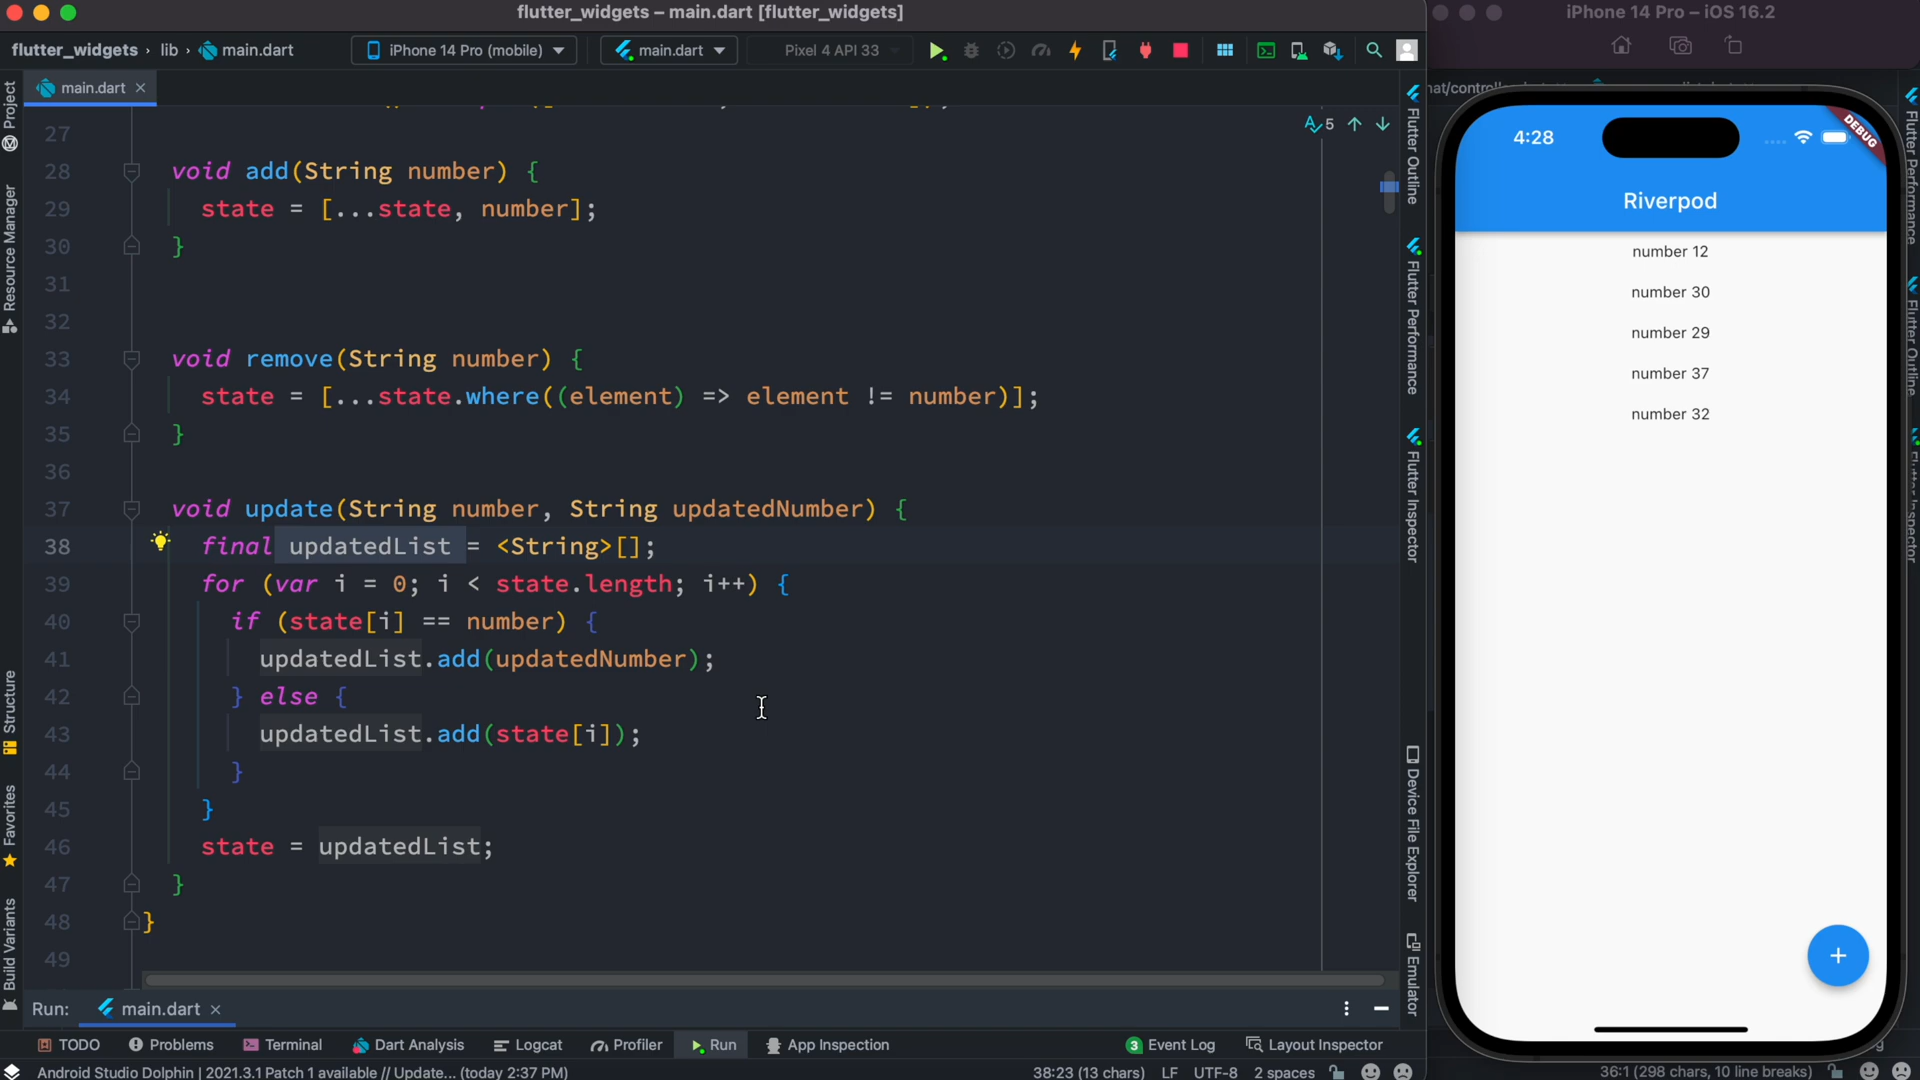 flutter_widgets – main.dart [flutter_widgets]
flutter_widgets › lib › main.dart
iPhone 14 Pro (mobile)
main.dart
Pixel 4 API 33
main.dart
5
27
28 void add(String number) {
29 state = [...state, number];
30 }
31
32
33 void remove(String number) {
34 state = [...state.where((element) => element != number)];
35 }
36
37 void update(String number, String updatedNumber) {
38 final updatedList = <String>[];
39 for (var i = 0; i < state.length; i++) {
40 if (state[i] == number) {
41 updatedList.add(updatedNumber);
42 } else {
43 updatedList.add(state[i]);
44 }
45 }
46 state = updatedList;
47 }
48 }
49
Project
Resource Manager
Structure
Favorites
Build Variants
Flutter Outline
Flutter Performance
Flutter Inspector
Device File Explorer
Emulator
Run: main.dart
TODO Problems Terminal Dart Analysis Logcat Profiler Run App Inspection 3 Event Log Layout Inspector
Android Studio Dolphin | 2021.3.1 Patch 1 available // Update... (today 2:37 PM) 38:23 (13 chars) LF UTF-8 2 spaces
iPhone 14 Pro – iOS 16.2
4:28
DEBUG
Riverpod
number 12
number 30
number 29
number 37
number 32
+
Flutter Performance
Flutter Outline
36:1 (298 chars, 10 line breaks)